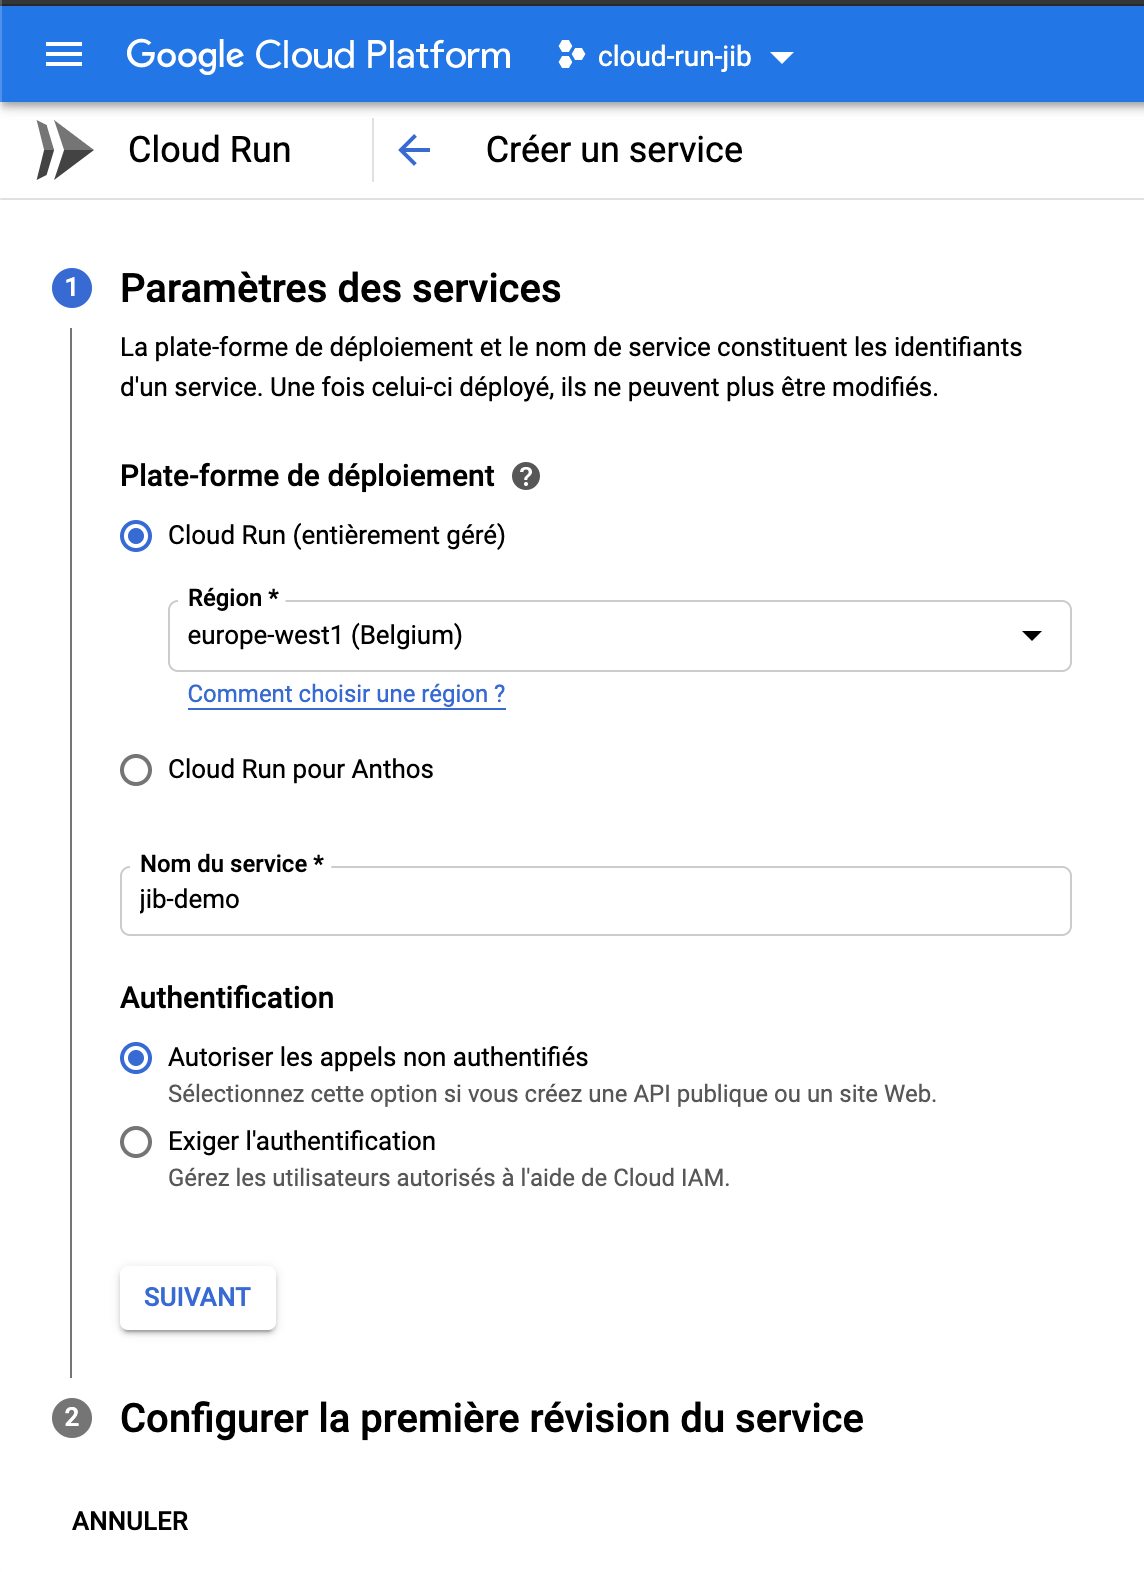 Google Cloud Platform cloud-run-jib
Cloud Run Créer un service
1 Paramètres des services
La plate-forme de déploiement et le nom de service constituent les identifiants
d'un service. Une fois celui-ci déployé, ils ne peuvent plus être modifiés.
Plate-forme de déploiement ?
Cloud Run (entièrement géré)
Région *
europe-west1 (Belgium)
Comment choisir une région ?
Cloud Run pour Anthos
Nom du service *
jib-demo
Authentification
Autoriser les appels non authentifiés
Sélectionnez cette option si vous créez une API publique ou un site Web.
Exiger l'authentification
Gérez les utilisateurs autorisés à l'aide de Cloud IAM.
SUIVANT
2 Configurer la première révision du service
ANNULER